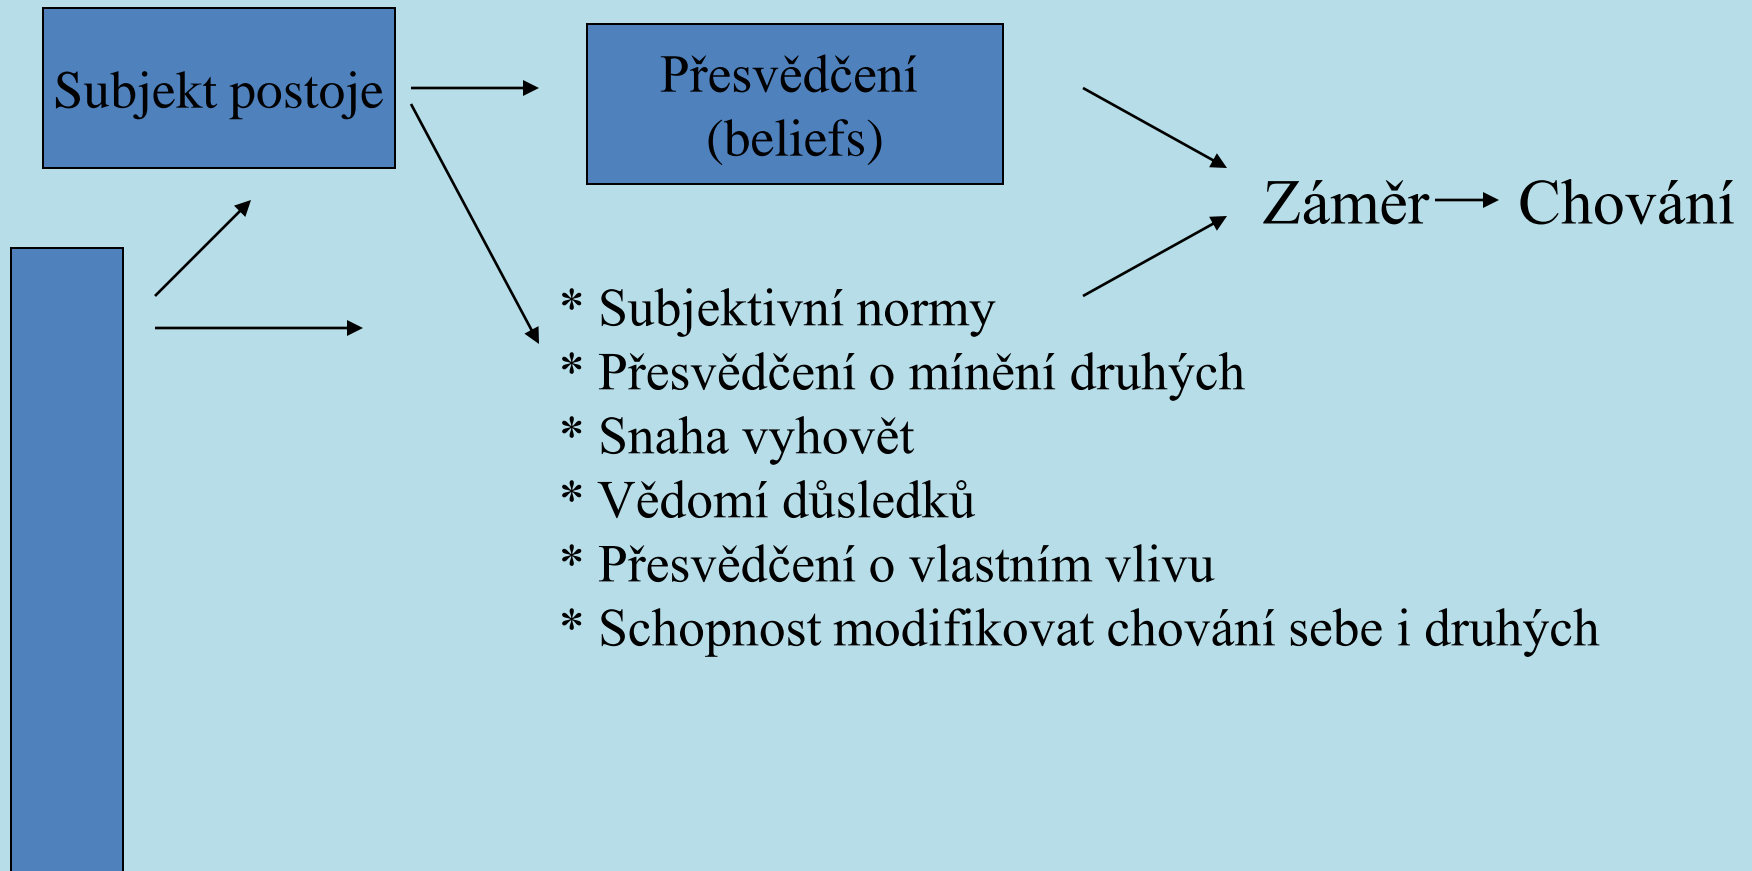 Subjekt postoje
Přesvědčení
(beliefs)
Záměr
Chování
* Subjektivní normy
* Přesvědčení o mínění druhých
* Snaha vyhovět
* Vědomí důsledků
* Přesvědčení o vlastním vlivu
* Schopnost modifikovat chování sebe i druhých